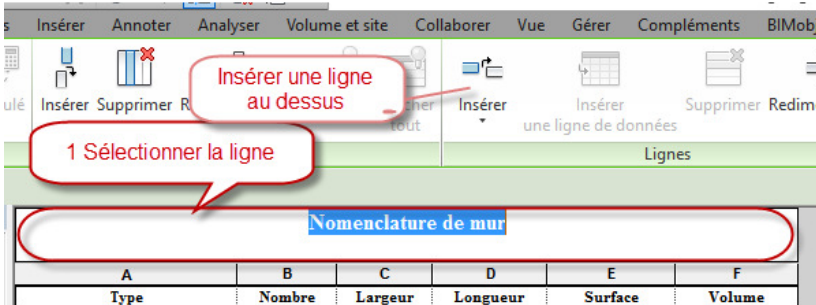 Insérer Annoter Analyser Volume et site Collaborer Vue Gérer Compléments BIMobj
Insérer une ligne
au dessus
Insérer Supprimer Insérer Insérer Supprimer Redim
tout une ligne de données
1 Sélectionner la ligne
Lignes
Nomenclature de mur
A B C D E F
Type Nombre Largeur Longueur Surface Volume